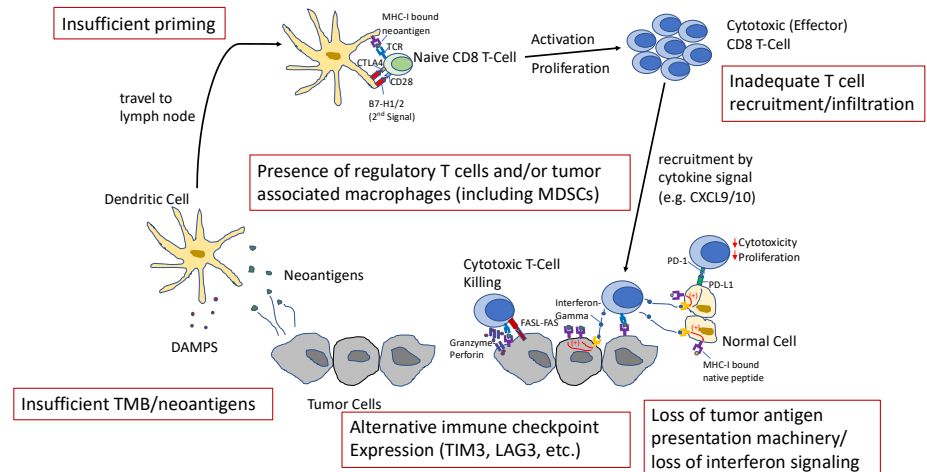 Insufficient priming
MHC-I bound
neoantigen
TCR
CTLA4
CD28
Naive CD8 T-Cell
B7-H1/2
(2nd Signal)
Activation
Proliferation
Cytotoxic (Effector)
CD8 T-Cell
Inadequate T cell
recruitment/infiltration
travel to
lymph node
Presence of regulatory T cells and/or tumor
associated macrophages (including MDSCs)
recruitment by
cytokine signal
(e.g. CXCL9/10)
Dendritic Cell
Neoantigens
DAMPS
Cytotoxic T-Cell
Killing
FASL-FAS
Granzyme
Perforin
Interferon-
Gamma
(+)
PD-1
Cytotoxicity
Proliferation
PD-L1
(+)
(+)
Normal Cell
MHC-I bound
native peptide
Tumor Cells
Insufficient TMB/neoantigens
Alternative immune checkpoint
Expression (TIM3, LAG3, etc.)
Loss of tumor antigen
presentation machinery/
loss of interferon signaling